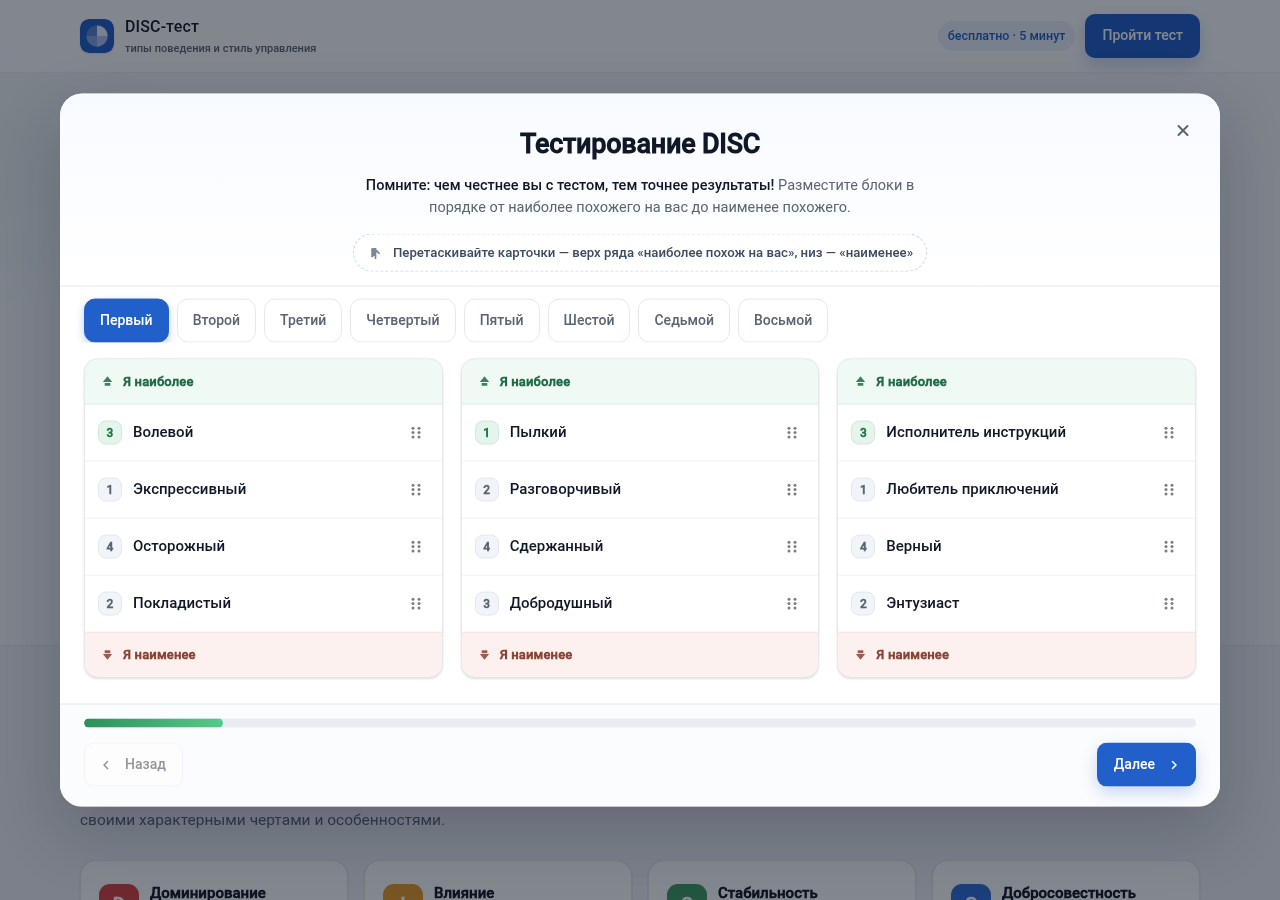 DISC-тест
типы поведения и стиль управления
бесплатно · 5 минут
Пройти тест
Тестирование DISC
Помните: чем честнее вы с тестом, тем точнее результаты! Разместите блоки в
порядке от наиболее похожего на вас до наименее похожего.
Перетаскивайте карточки — верх ряда «наиболее похож на вас», низ — «наименее»
Первый
Второй
Третий
Четвертый
Пятый
Шестой
Седьмой
Восьмой
Я наиболее
3 Волевой
1 Экспрессивный
4 Осторожный
2 Покладистый
Я наименее
Я наиболее
1 Пылкий
2 Разговорчивый
4 Сдержанный
3 Добродушный
Я наименее
Я наиболее
3 Исполнитель инструкций
1 Любитель приключений
4 Верный
2 Энтузиаст
Я наименее
Назад
Далее
своими характерными чертами и особенностями.
Доминирование
Влияние
Стабильность
Добросовестность